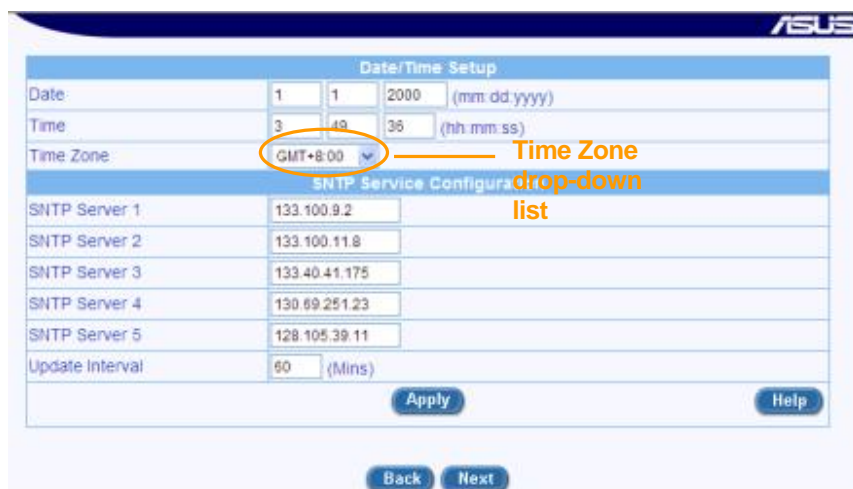 ASUS
Date/Time Setup
Date 1 1 2000 (mm:dd:yyyy)
Time 3 49 36 (hh:mm:ss)
Time Zone GMT+8:00
Time Zone
drop-down
list
SNTP Service Configuration
SNTP Server 1 133.100.9.2
SNTP Server 2 133.100.11.8
SNTP Server 3 133.40.41.175
SNTP Server 4 130.69.251.23
SNTP Server 5 128.105.39.11
Update Interval 60 (Mins)
Apply Help
Back Next